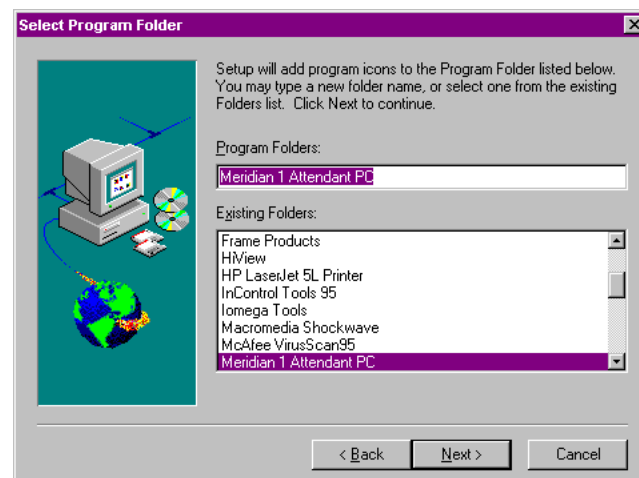 Select Program Folder
Setup will add program icons to the Program Folder listed below.
You may type a new folder name, or select one from the existing
Folders list.  Click Next to continue.
Program Folders:
Meridian 1 Attendant PC
Existing Folders:
Frame Products
HiView
HP LaserJet 5L Printer
InControl Tools 95
Iomega Tools
Macromedia Shockwave
McAfee VirusScan95
Meridian 1 Attendant PC
< Back
Next >
Cancel